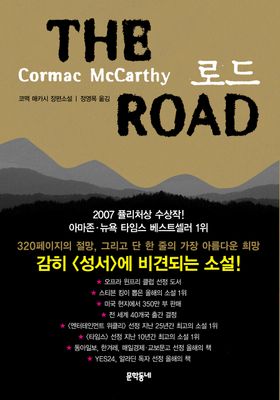 THE
Cormac McCarthy 로드
코맥 매카시 장편소설 | 정영목 옮김
ROAD
2007 퓰리처상 수상작!
아마존·뉴욕 타임스 베스트셀러 1위
320페이지의 절망, 그리고 단 한 줄의 가장 아름다운 희망
감히 〈성서〉에 비견되는 소설!
★ 오프라 윈프리 클럽 선정 도서
★ 스티븐 킹이 뽑은 올해의 소설 1위
★ 미국 현지에서 350만 부 판매
★ 전 세계 40개국 출간 결정
★ 〈엔터테인먼트 위클리〉 선정 지난 25년간 최고의 소설 1위
★ 〈타임스〉 선정 지난 10년간 최고의 소설 1위
★ 동아일보, 한겨레, 매일경제·교보문고 선정 올해의 책
★ YES24, 알라딘 독자 선정 올해의 책
문학동네